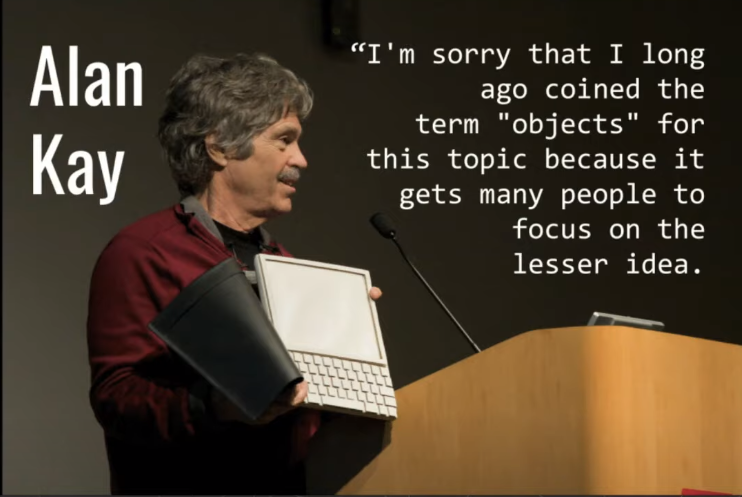 Alan
Kay
“I'm sorry that I long
ago coined the
term "objects" for
this topic because it
gets many people to
focus on the
lesser idea.